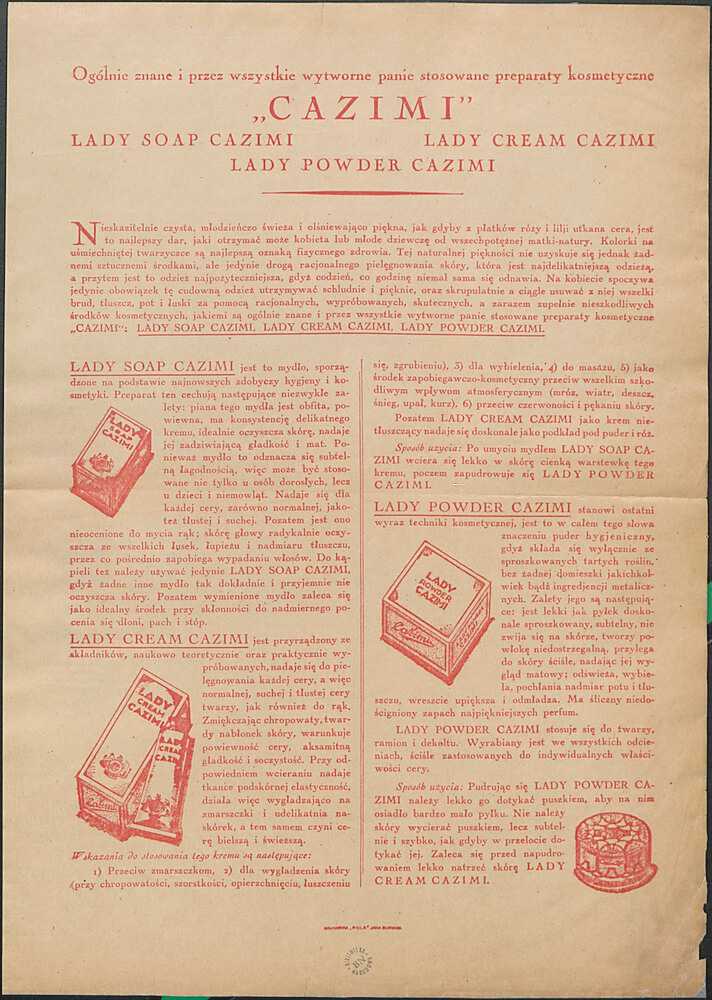 Ogólnie znane i przez wszystkie wytworne panie stosowane preparaty kosmetyczne
„CAZIMI”
LADY SOAP CAZIMI LADY CREAM CAZIMI
LADY POWDER CAZIMI
Nieskazitelnie czysta, młodzieńczo świeża i olśniewająco piękna, jak gdyby z płatków róży i lilji utkana cera, jest
to najlepszy dar, jaki otrzymać może kobieta lub młode dziewczę od wszechpotężnej matki-natury. Kolorki na
uśmiechniętej twarzyczce są najlepszą oznaką fizycznego zdrowia. Tej naturalnej piękności nie uzyskuje się jednak żad-
nemi sztucznemi środkami, ale jedynie drogą racjonalnego pielęgnowania skóry, która jest najdelikatniejszą odzieżą,
a przytem jest to odzież najpożyteczniejsza, gdyż codzień, co godzinę niemal sama się odnawia. Na kobiecie spoczywa
jedynie obowiązek tę cudowną odzież utrzymywać schludnie i pięknie, oraz skrupulatnie a ciągle usuwać z niej wszelki
brud, tłuszcz, pot i łuski za pomocą racjonalnych, wypróbowanych, skutecznych, a zarazem zupełnie nieszkodliwych
środków kosmetycznych, jakiemi są ogólnie znane i przez wszystkie wytworne panie stosowane preparaty kosmetyczne
„CAZIMI“: LADY SOAP CAZIMI, LADY CREAM CAZIMI, LADY POWDER CAZIMI.
LADY SOAP CAZIMI jest to mydło, sporzą-
dzone na podstawie najnowszych zdobyczy hygjeny i ko-
smetyki. Preparat ten cechują następujące niezwykłe za-
lety: piana tego mydła jest obfita, po-
wiewna, ma konsystencję delikatnego
kremu, idealnie oczyszcza skórę, nadaje
jej zadziwiającą gładkość i mat. Po-
nieważ mydło to odznacza się subtel-
ną łagodnością, więc może być stoso-
wane nie tylko u osób dorosłych, lecz
u dzieci i niemowląt. Nadaje się dla
każdej cery, zarówno normalnej, jako-
też tłustej i suchej. Pozatem jest ono
nieocenione do mycia rąk; skórę głowy radykalnie oczy-
szcza ze wszelkich łusek, łupieżu i nadmiaru tłuszczu,
przez co pośrednio zapobiega wypadaniu włosów. Do ką-
pieli też należy używać jedynie LADY SOAP CAZIMI,
gdyż żadne inne mydło tak dokładnie i przyjemnie nie
oczyszcza skóry. Pozatem wymienione mydło zaleca się
jako idealny środek przy skłonności do nadmiernego po-
cenia się dłoni, pach i stóp.
LADY SOAP CAZIMI
LADY CREAM CAZIMI jest przyrządzony ze
składników, naukowo teoretycznie oraz praktycznie wy-
próbowanych, nadaje się do pie-
lęgnowania każdej cery, a więc
normalnej, suchej i tłustej cery
twarzy, jak również do rąk.
Zmiękczając chropowaty, twar-
dy nabłonek skóry, warunkuje
powiewność cery, aksamitną
gładkość i soczystość. Przy od-
powiedniem wcieraniu nadaje
tkance podskórnej elastyczność,
działa więc wygładzająco na
zmarszczki i udelikatnia na-
skórek, a tem samem czyni ce-
rę bielszą i świeższą.
LADY CREAM CAZIMI
Wskazania do stosowania tego kremu są następujące:
1) Przeciw zmarszczkom, 2) dla wygładzenia skóry
(przy chropowatości, szorstkości, opierzchnięciu, łuszczeniu
się, zgrubieniu), 3) dla wybielenia, 4) do masażu, 5) jako
środek zapobiegawczo-kosmetyczny przeciw wszelkim szko-
dliwym wpływom atmosferycznym (mróz, wiatr, deszcz,
śnieg, upał, kurz), 6) przeciw czerwoności i pękaniu skóry.
Pozatem LADY CREAM CAZIMI jako krem nie-
tłuszczący nadaje się doskonale jako podkład pod puder i róż.
Sposób użycia: Po umyciu mydłem LADY SOAP CA-
ZIMI wciera się lekko w skórę cienką warstewkę tego
kremu, poczem zapudrowuje się LADY POWDER
CAZIMI.
LADY POWDER CAZIMI stanowi ostatni
wyraz techniki kosmetycznej, jest to w całem tego słowa
znaczeniu puder hygjeniczny,
gdyż składa się wyłącznie ze
sproszkowanych tartych roślin,
bez żadnej domieszki jakichkol-
wiek bądź ingredjencji metalicz-
nych. Zalety jego są następują-
ce: jest lekki jak pyłek dosko-
nale sproszkowany, subtelny, nie
zwija się na skórze, tworzy po-
włokę niedostrzegalną, przylega
do skóry ściśle, nadając jej wy-
gląd matowy; odświeża, wybie-
la, pochłania nadmiar potu i tłu-
szczu, wreszcie upiększa i odmładza. Ma śliczny niedo-
ścigniony zapach najpiękniejszych perfum.
LADY POWDER CAZIMI
LADY POWDER CAZIMI stosuje się do twarzy,
ramion i dekoltu. Wyrabiany jest we wszystkich odcie-
niach, ściśle zastosowanych do indywidualnych właści-
wości cery.
Sposób użycia: Pudrując się LADY POWDER CA-
ZIMI należy lekko go dotykać puszkiem, aby na nim
osiadło bardzo mało pyłku. Nie należy
skóry wycierać puszkiem, lecz subtel-
nie i szybko, jak gdyby w przelocie do-
tykać jej. Zaleca się przed napudro-
waniem lekko natrzeć skórę LADY
CREAM CAZIMI.